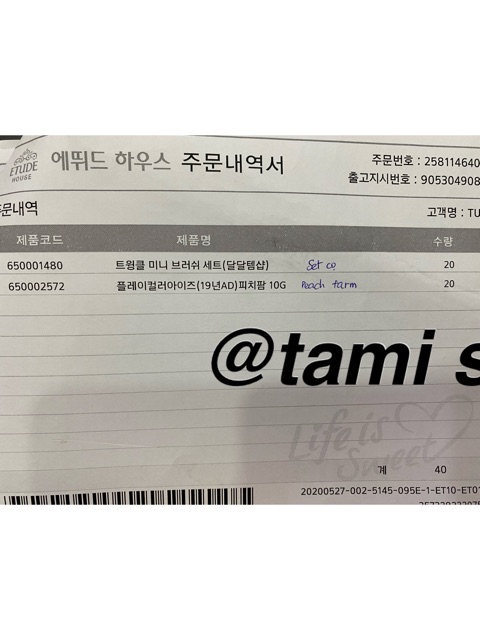 ETUDE
HOUSE
에뛰드 하우스 주문내역서
주문번호 : 258114640
출고지시번호 : 905304908
주문내역
고객명 : TU
제품코드 제품명 수량
650001480 트윙클 미니 브러쉬 세트(달달템샵) Set cọ 20
650002572 플레이컬러아이즈(19년AD)피치팜 10G Peach farm 20
@tami s
Life is
Sweet
계 40
20200527-002-5145-095E-1-ET10-ET01